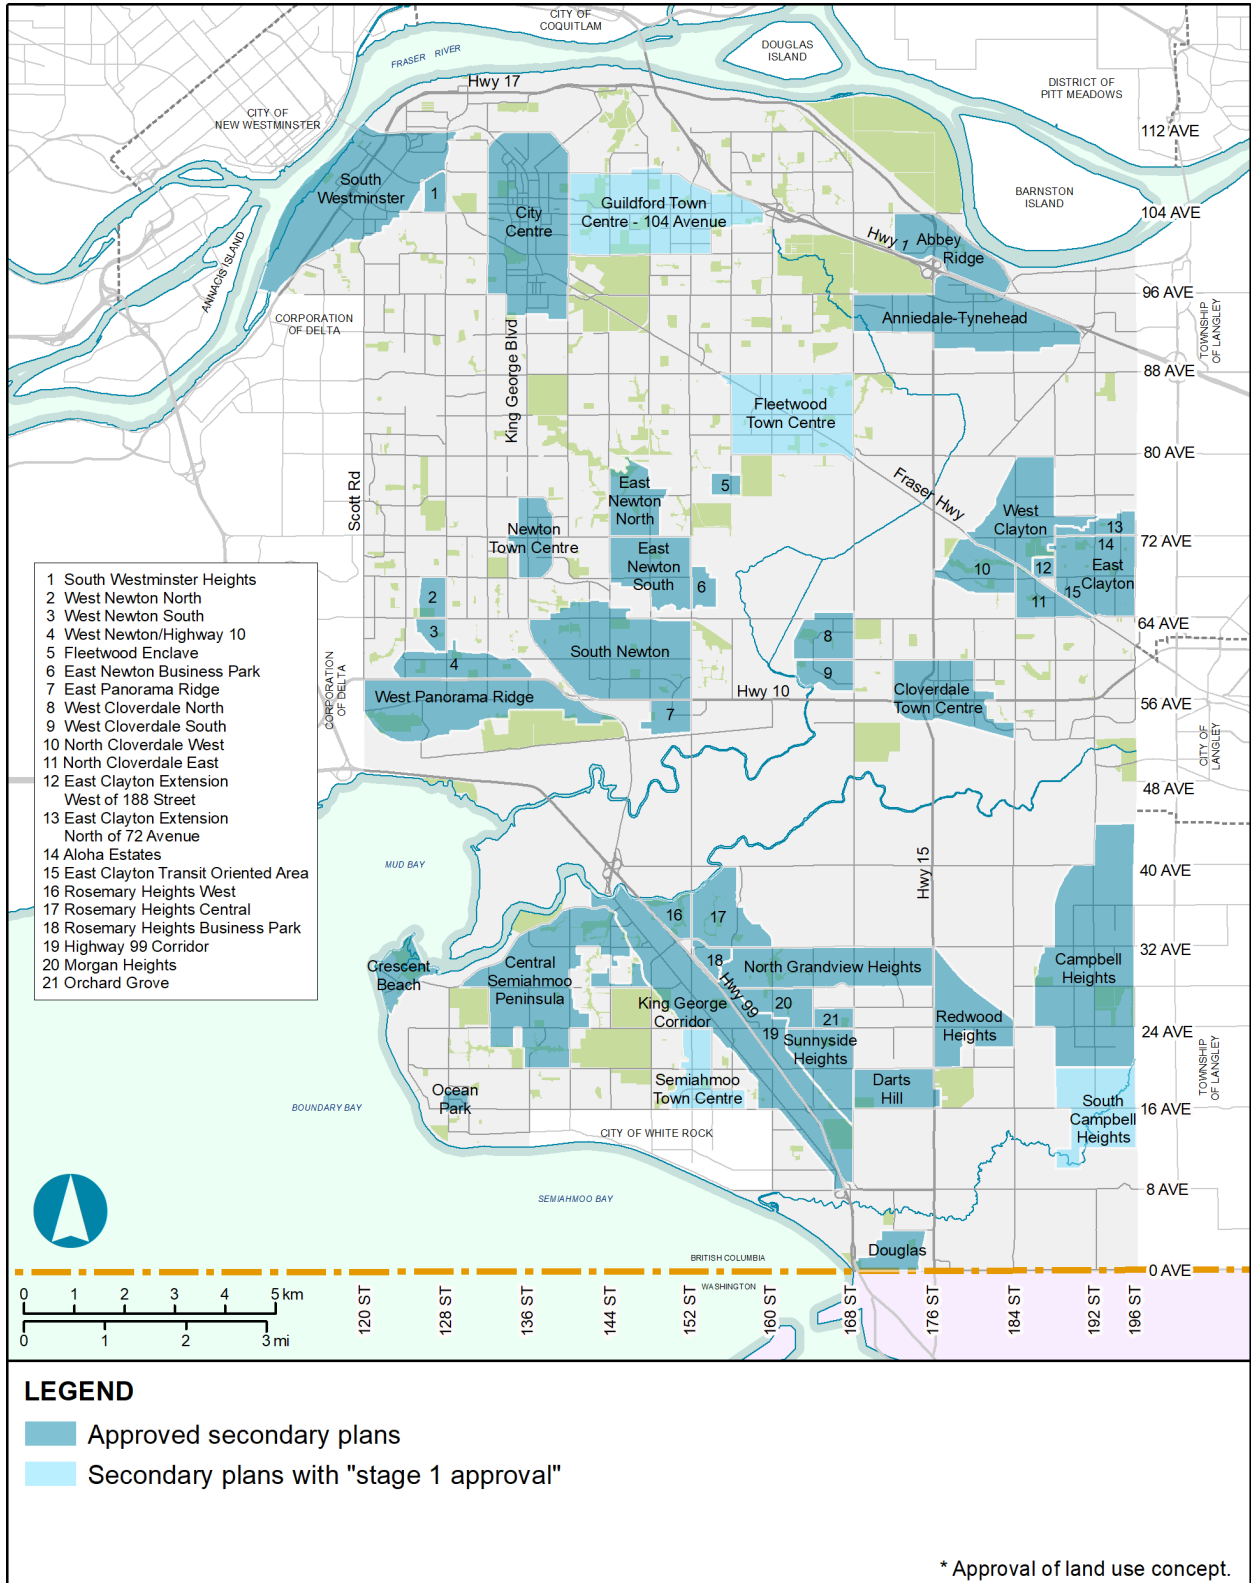 CITY OF
COQUITLAM
FRASER RIVER
DOUGLAS
ISLAND
Hwy 17
DISTRICT OF
PITT MEADOWS
CITY OF
NEW WESTMINSTER
112 AVE
South
Westminster
1
City
Centre
Guildford Town
Centre - 104 Avenue
BARNSTON
ISLAND
104 AVE
Hwy 1
Abbey
Ridge
ANNACIS ISLAND
96 AVE
CORPORATION
OF DELTA
Anniedale-Tynehead
TOWNSHIP
OF LANGLEY
King George Blvd
88 AVE
Fleetwood
Town Centre
80 AVE
Scott Rd
East
Newton
North
5
Fraser Hwy
West
Clayton
13
Newton
Town Centre
72 AVE
14
East
Newton
South
6
10
12
East
Clayton
15
11
2
64 AVE
3
8
4
South Newton
9
CORPORATION
OF DELTA
West Panorama Ridge
Hwy 10
Cloverdale
Town Centre
56 AVE
7
CITY OF
LANGLEY
48 AVE
1 South Westminster Heights
2 West Newton North
3 West Newton South
4 West Newton/Highway 10
5 Fleetwood Enclave
6 East Newton Business Park
7 East Panorama Ridge
8 West Cloverdale North
9 West Cloverdale South
10 North Cloverdale West
11 North Cloverdale East
12 East Clayton Extension
West of 188 Street
13 East Clayton Extension
North of 72 Avenue
14 Aloha Estates
15 East Clayton Transit Oriented Area
16 Rosemary Heights West
17 Rosemary Heights Central
18 Rosemary Heights Business Park
19 Highway 99 Corridor
20 Morgan Heights
21 Orchard Grove
MUD BAY
Hwy 15
40 AVE
16
17
32 AVE
Crescent
Beach
Central
Semiahmoo
Peninsula
18
North Grandview Heights
Campbell
Heights
Hwy 99
King George
Corridor
20
21
19
Redwood
Heights
24 AVE
Sunnyside
Heights
TOWNSHIP
OF LANGLEY
Ocean
Park
Semiahmoo
Town Centre
Darts
Hill
BOUNDARY BAY
16 AVE
South
Campbell
Heights
CITY OF WHITE ROCK
8 AVE
SEMIAHMOO BAY
Douglas
BRITISH COLUMBIA
0 AVE
WASHINGTON
0 1 2 3 4 5 km
0 1 2 3 mi
120 ST
128 ST
136 ST
144 ST
152 ST
160 ST
168 ST
176 ST
184 ST
192 ST
196 ST
LEGEND
Approved secondary plans
Secondary plans with "stage 1 approval"
* Approval of land use concept.